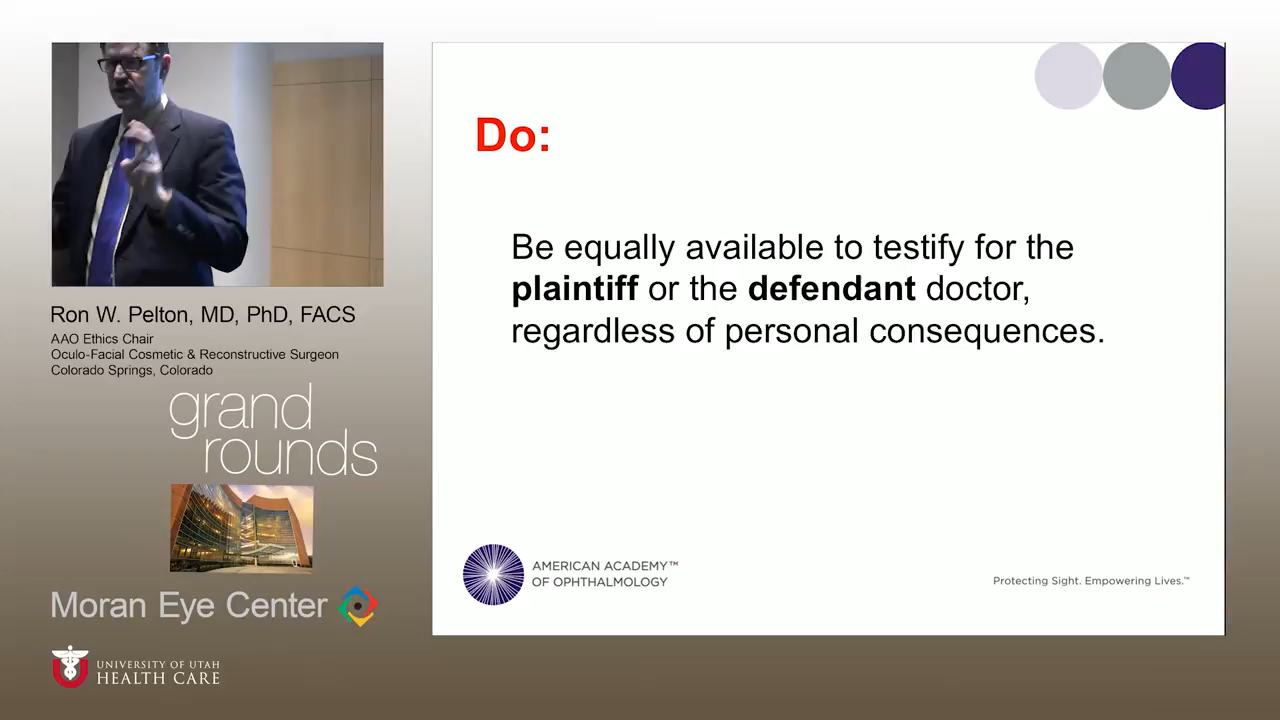 Ron W. Pelton, MD, PhD, FACS
AAO Ethics Chair
Oculo-Facial Cosmetic & Reconstructive Surgeon
Colorado Springs, Colorado
grand
rounds
Moran Eye Center
UNIVERSITY OF UTAH
HEALTH CARE
Do:
Be equally available to testify for the
plaintiff or the defendant doctor,
regardless of personal consequences.
AMERICAN ACADEMY™
OF OPHTHALMOLOGY
Protecting Sight. Empowering Lives.™